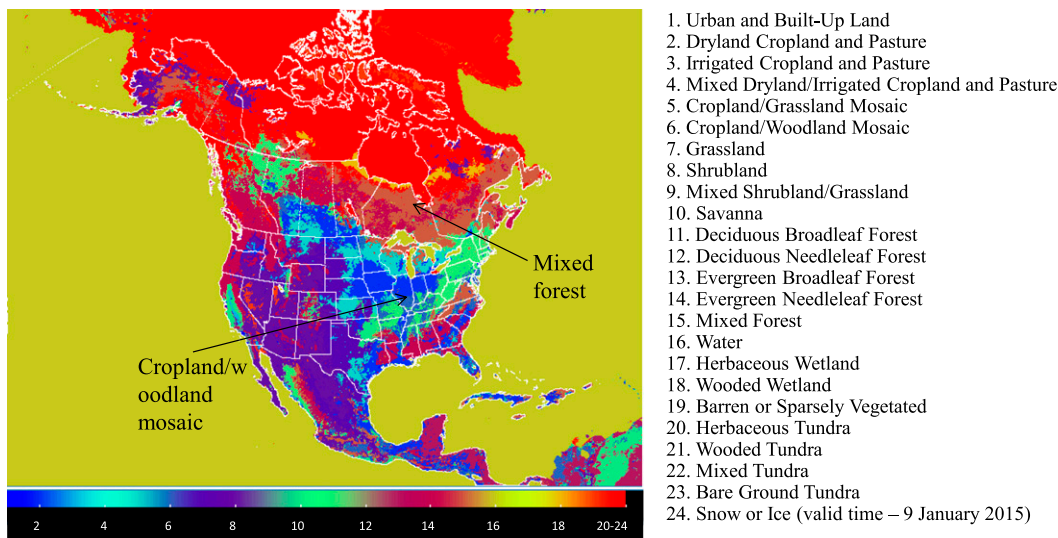 Mixed
forest
Cropland/w
oodland
mosaic
2 4 6 8 10 12 14 16 18 20-24
1. Urban and Built-Up Land
2. Dryland Cropland and Pasture
3. Irrigated Cropland and Pasture
4. Mixed Dryland/Irrigated Cropland and Pasture
5. Cropland/Grassland Mosaic
6. Cropland/Woodland Mosaic
7. Grassland
8. Shrubland
9. Mixed Shrubland/Grassland
10. Savanna
11. Deciduous Broadleaf Forest
12. Deciduous Needleleaf Forest
13. Evergreen Broadleaf Forest
14. Evergreen Needleleaf Forest
15. Mixed Forest
16. Water
17. Herbaceous Wetland
18. Wooded Wetland
19. Barren or Sparsely Vegetated
20. Herbaceous Tundra
21. Wooded Tundra
22. Mixed Tundra
23. Bare Ground Tundra
24. Snow or Ice (valid time – 9 January 2015)